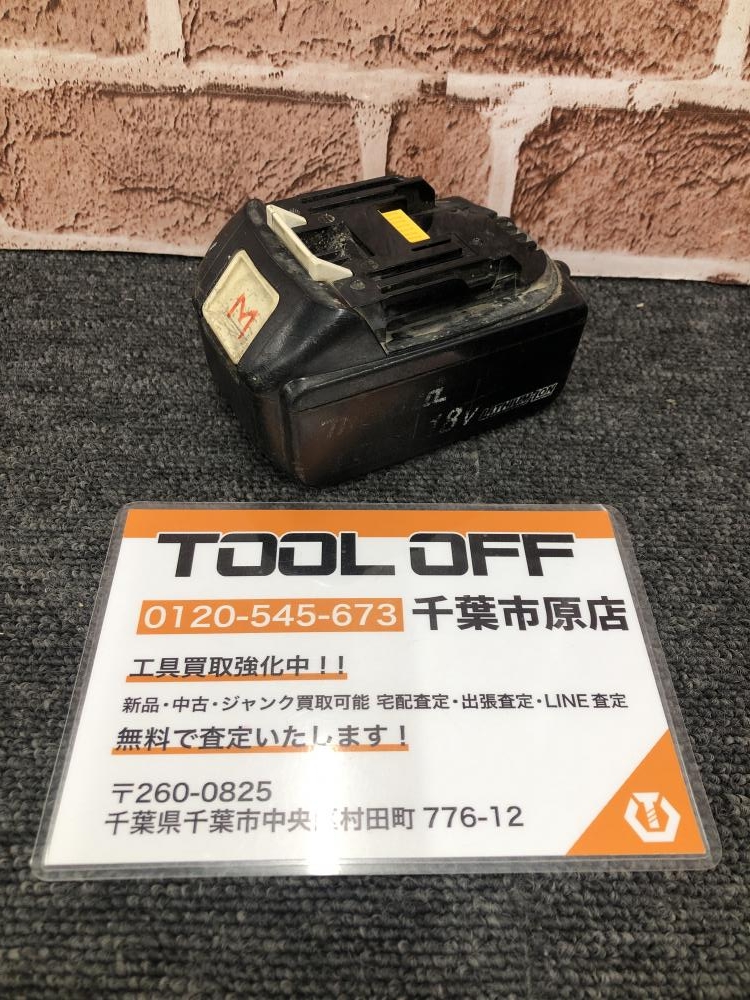 M
18V LITHIUM-ION
TOOL OFF
0120-545-673 千葉市原店
工具買取強化中!!
新品・中古・ジャンク買取可能 宅配査定・出張査定・LINE査定
無料で査定いたします!
〒260-0825
千葉県千葉市中央区村田町 776-12